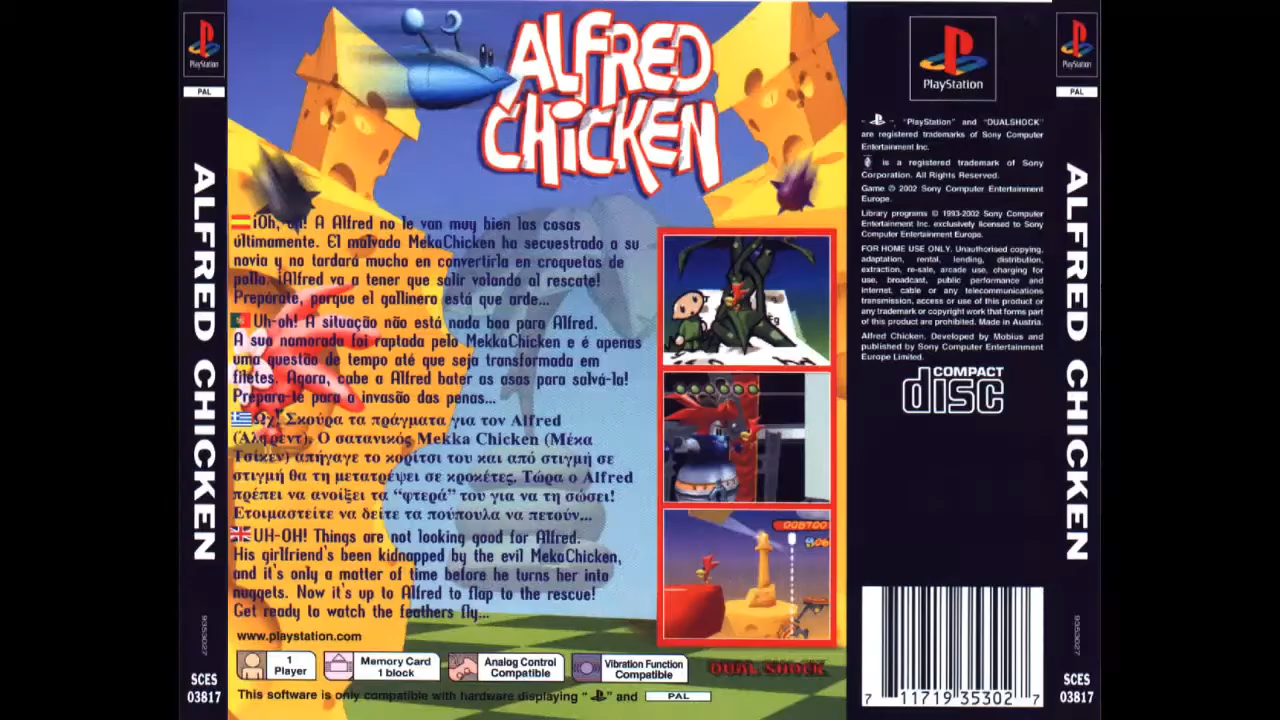 PlayStation
PAL
ALFRED CHICKEN
9353027
SCES
03817
ALFRED
CHICKEN
¡Oh, oh! A Alfred no le van muy bien las cosas
últimamente. El malvado MekaChicken ha secuestrado a su
novia y no tardará mucho en convertirla en croquetas de
pollo. ¡Alfred va a tener que salir volando al rescate!
Prepárate, porque el gallinero está que arde...
Uh-oh! A situação não está nada boa para Alfred.
A sua namorada foi raptada pelo MekkaChicken e é apenas
uma questão de tempo até que seja transformada em
filetes. Agora, cabe a Alfred bater as asas para salvá-la!
Prepara-te para a invasão das penas...
Ωχ! Σκούρα τα πράγματα για τον Alfred
(Άλφρεντ). Ο σατανικός Mekka Chicken (Μέκα
Τσίκεν) απήγαγε το κορίτσι του και από στιγμή σε
στιγμή θα τη μετατρέψει σε κροκέτες. Τώρα ο Alfred
πρέπει να ανοίξει τα “φτερά” του για να τη σώσει!
Ετοιμαστείτε να δείτε τα πούπουλα να πετούν...
UH-OH! Things are not looking good for Alfred.
His girlfriend's been kidnapped by the evil MekaChicken,
and it's only a matter of time before he turns her into
nuggets. Now it's up to Alfred to flap to the rescue!
Get ready to watch the feathers fly...
www.playstation.com
1
Player
Memory Card
1 block
Analog Control
Compatible
Vibration Function
Compatible
DUAL SHOCK
This software is only compatible with hardware displaying " " and PAL
PlayStation
" ", "PlayStation" and "DUALSHOCK"
are registered trademarks of Sony Computer
Entertainment Inc.
is a registered trademark of Sony
Corporation. All Rights Reserved.
Game © 2002 Sony Computer Entertainment
Europe.
Library programs © 1993-2002 Sony Computer
Entertainment Inc. exclusively licensed to Sony
Computer Entertainment Europe.
FOR HOME USE ONLY. Unauthorised copying,
adaptation, rental, lending, distribution,
extraction, re-sale, arcade use, charging for
use, broadcast, public performance and
internet, cable or any telecommunications
transmission, access or use of this product or
any trademark or copyright work that forms part
of this product are prohibited. Made in Austria.
Alfred Chicken. Developed by Mobius and
published by Sony Computer Entertainment
Europe Limited.
COMPACT
disc
7 11719 35302 7
PlayStation
PAL
ALFRED CHICKEN
9353027
SCES
03817